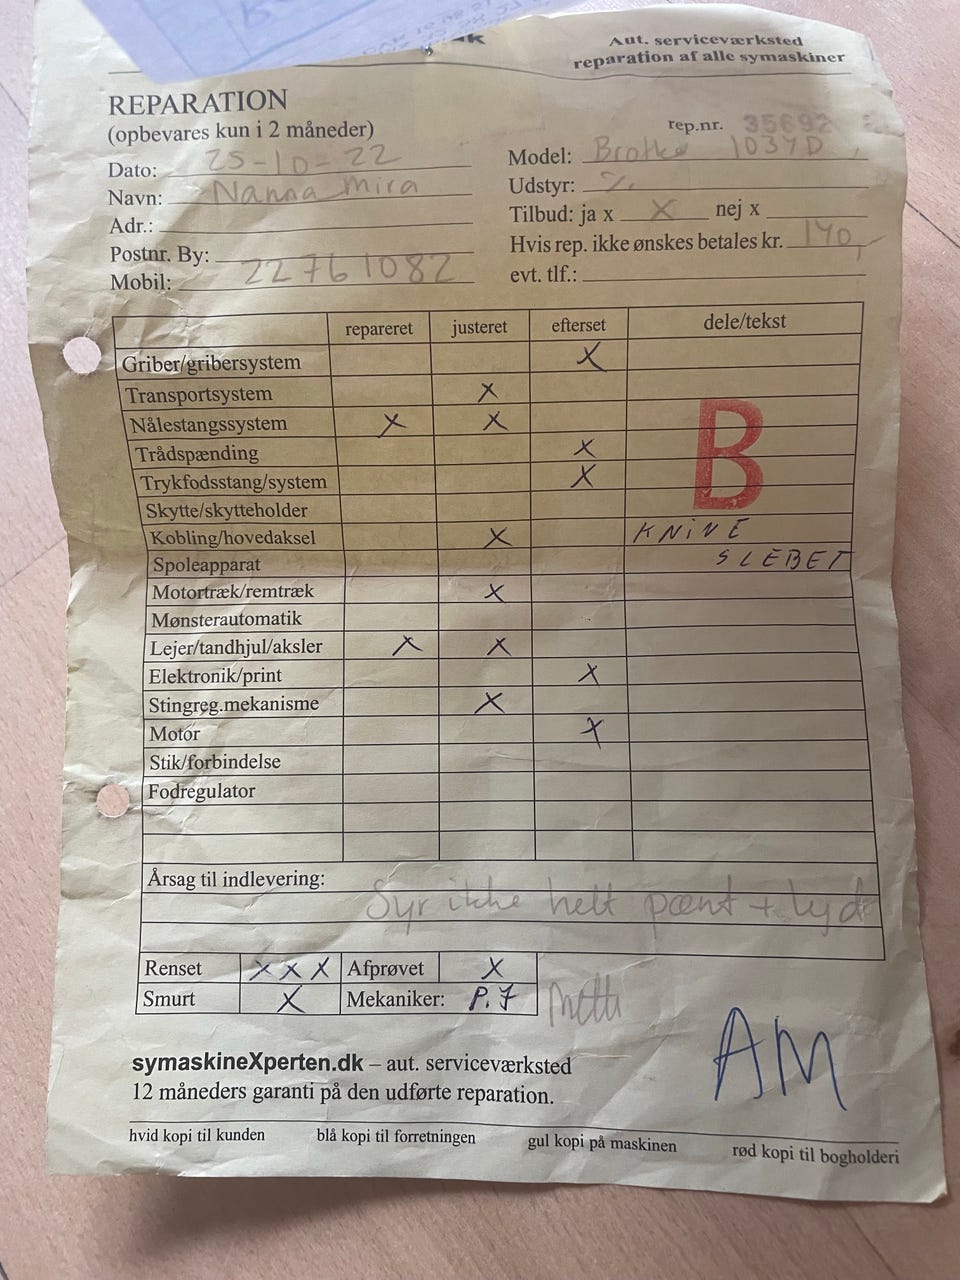 Aut. serviceværksted
reparation af alle symaskiner
REPARATION
(opbevares kun i 2 måneder)
rep.nr. 35692
Dato: 25-10-22
Model: 1034D
Navn: Nanna Mira
Udstyr: %
Adr.:
Tilbud: ja x X nej x
Postnr. By:
Hvis rep. ikke ønskes betales kr. 140,
Mobil: 22761082
evt. tlf.:
repareret justeret efterset dele/tekst
Griber/gribersystem X
Transportsystem X
Nålestangssystem X X
B
Trådspænding X
Trykfodsstang/system X
Skytte/skytteholder
Kobling/hovedaksel X KNIVE
Spoleapparat SLEBET
Motortræk/remtræk X
Mønsterautomatik
Lejer/tandhjul/aksler X X
Elektronik/print X
Stingreg.mekanisme X
Motor X
Stik/forbindelse
Fodregulator
Årsag til indlevering:
Syr ikke helt pænt + lyd
Renset X X X Afprøvet X
Smurt X Mekaniker: P.J
AM
symaskineXperten.dk – aut. serviceværksted
12 måneders garanti på den udførte reparation.
hvid kopi til kunden blå kopi til forretningen gul kopi på maskinen rød kopi til bogholderi